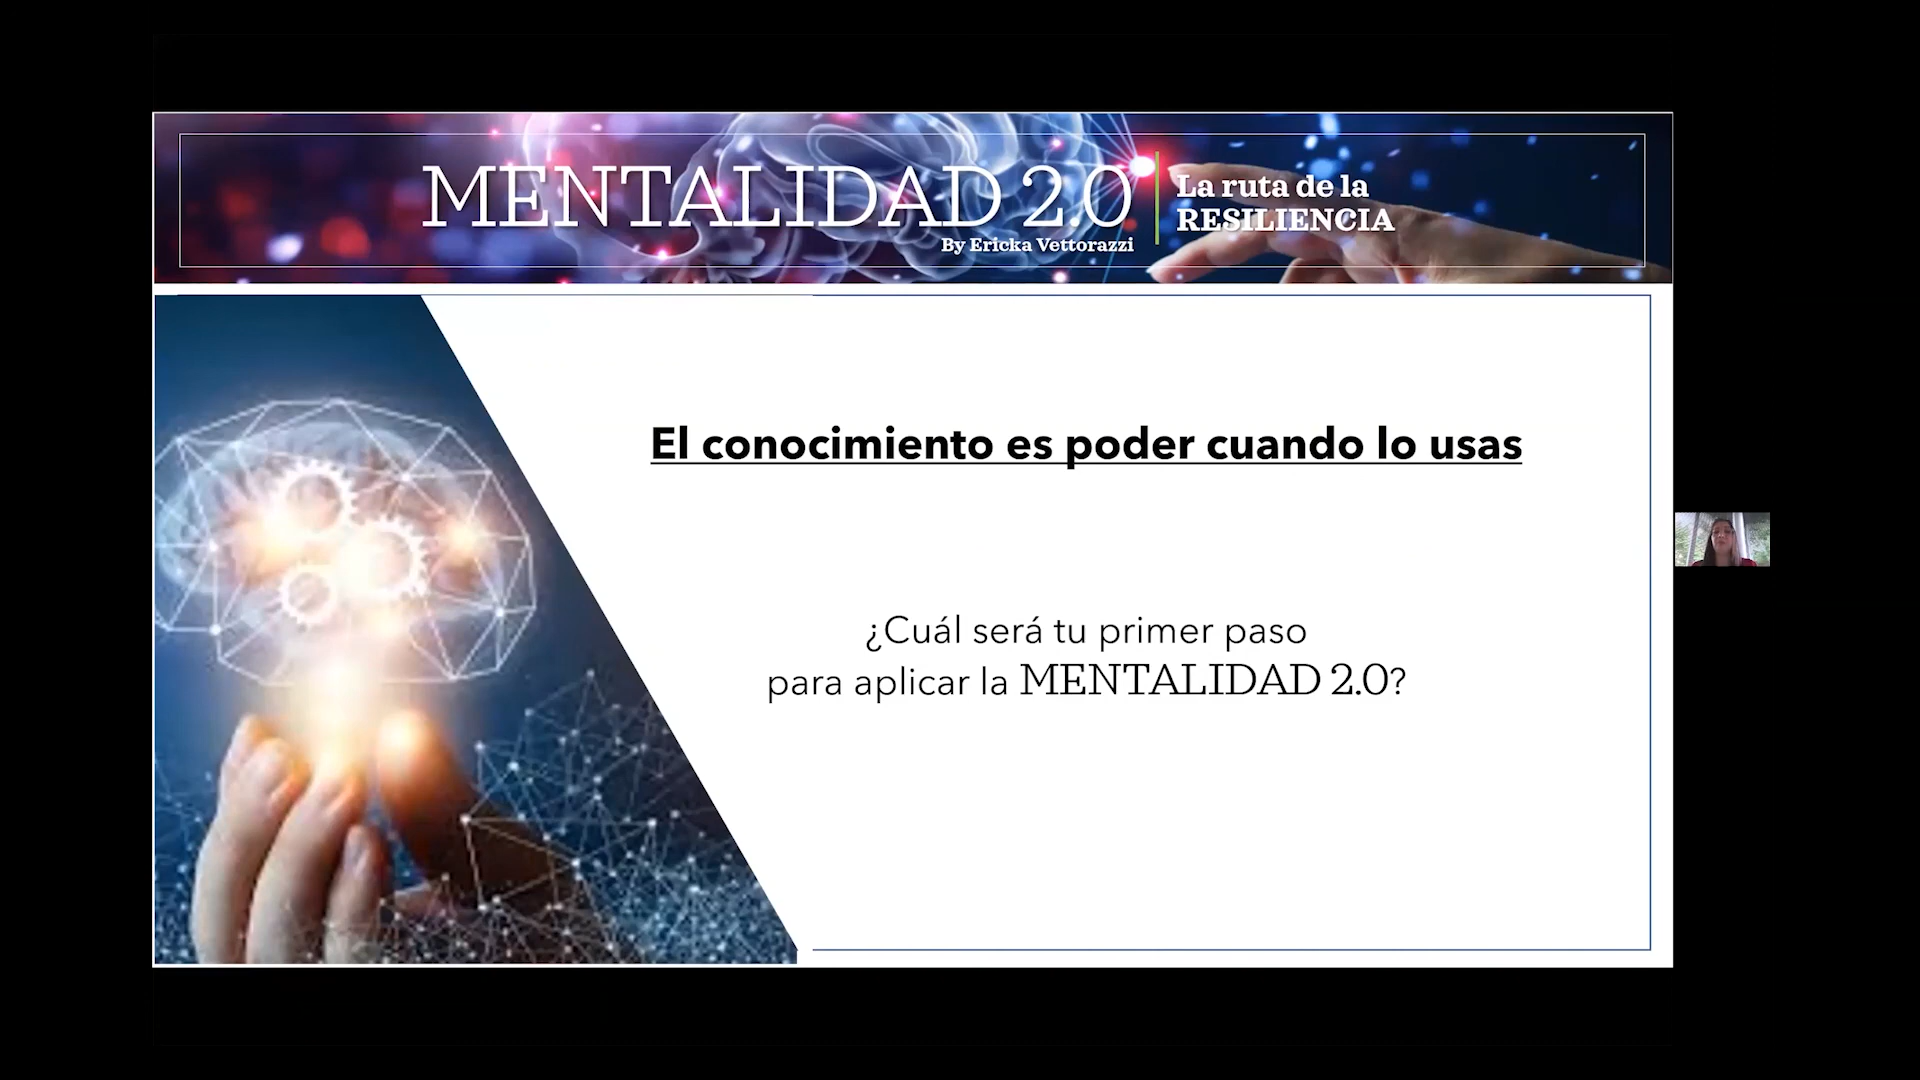 MENTALIDAD 2.0
By Ericka Vettorazzi
La ruta de la
RESILIENCIA
El conocimiento es poder cuando lo usas
¿Cuál será tu primer paso
para aplicar la MENTALIDAD 2.0?